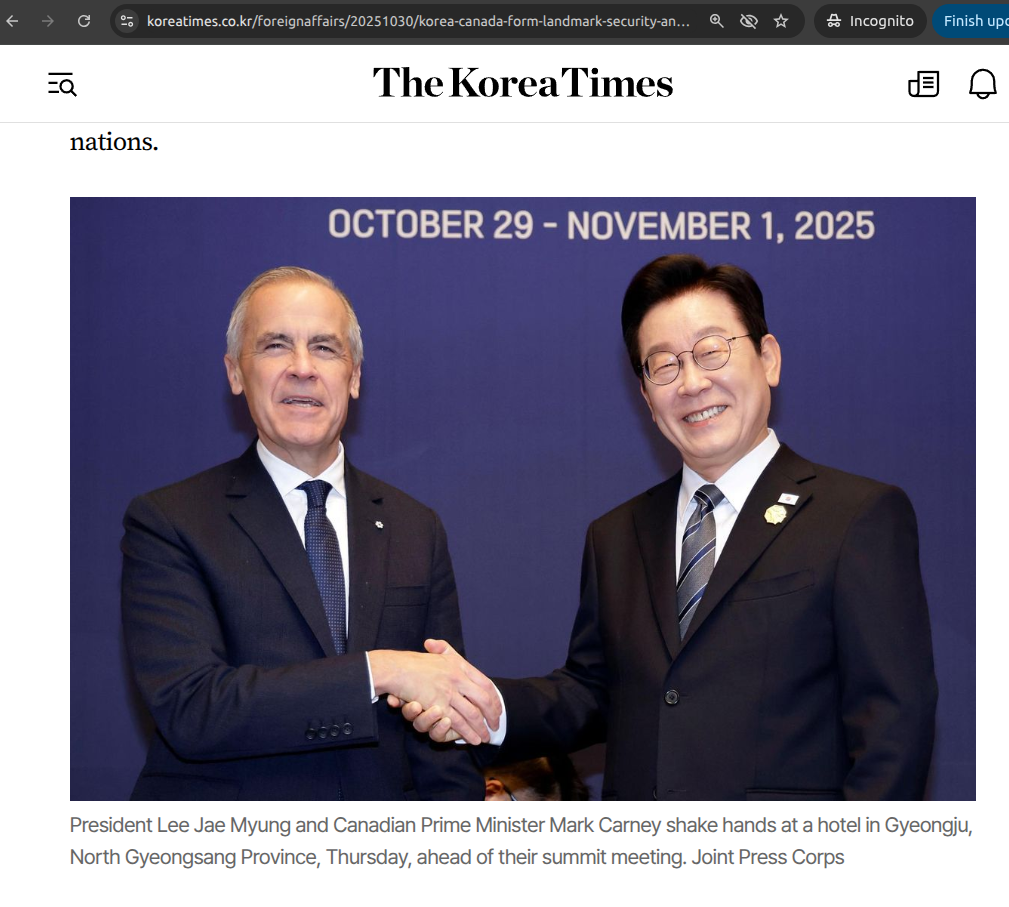 koreatimes.co.kr/foreignaffairs/20251030/korea-canada-form-landmark-security-an...
Incognito
Finish upd
The Korea Times
nations.
OCTOBER 29 - NOVEMBER 1, 2025
President Lee Jae Myung and Canadian Prime Minister Mark Carney shake hands at a hotel in Gyeongju,
North Gyeongsang Province, Thursday, ahead of their summit meeting. Joint Press Corps